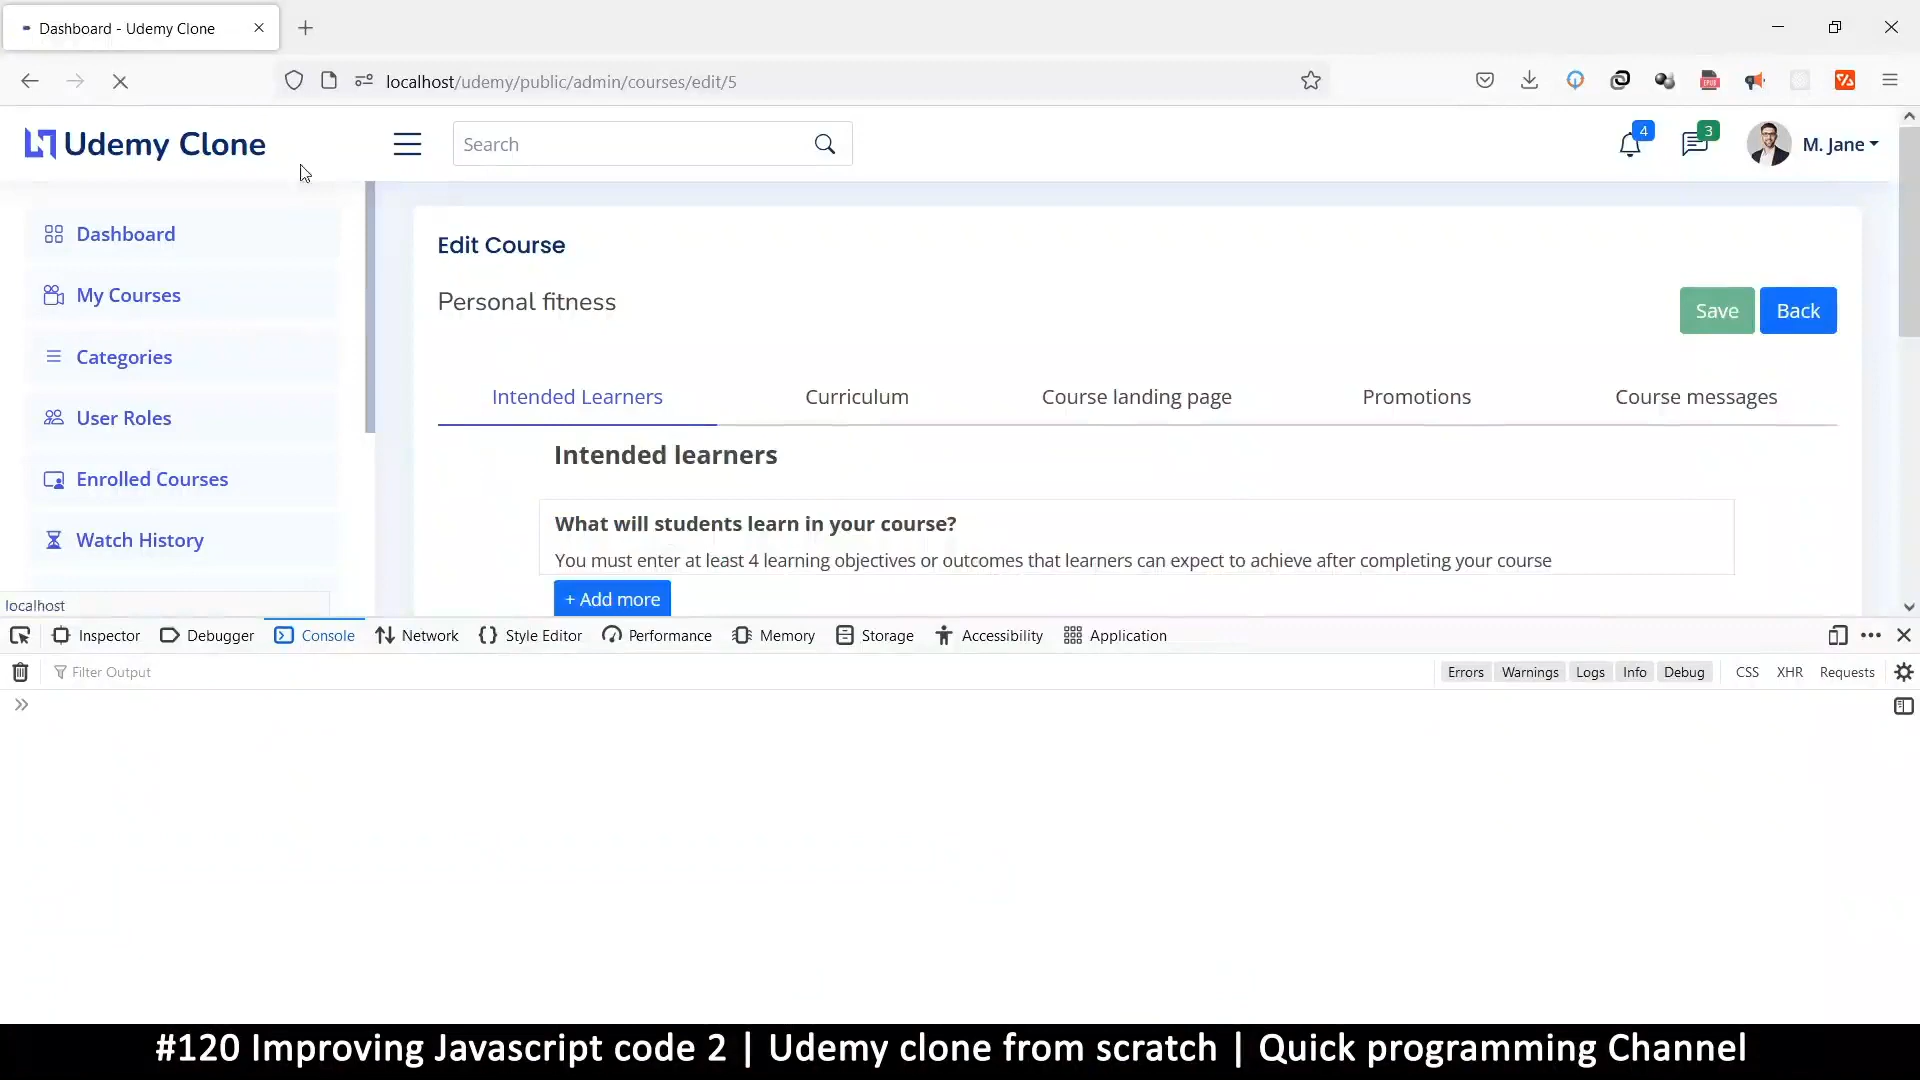 Dashboard - Udemy Clone
localhost/udemy/public/admin/courses/edit/5
Udemy Clone
Search
4
3
M. Jane
Dashboard
My Courses
Categories
User Roles
Enrolled Courses
Watch History
Edit Course
Personal fitness
Save
Back
Intended Learners
Curriculum
Course landing page
Promotions
Course messages
Intended learners
What will students learn in your course?
You must enter at least 4 learning objectives or outcomes that learners can expect to achieve after completing your course
+ Add more
localhost
Inspector
Debugger
Console
Network
Style Editor
Performance
Memory
Storage
Accessibility
Application
Filter Output
Errors
Warnings
Logs
Info
Debug
CSS
XHR
Requests
#120 Improving Javascript code 2 | Udemy clone from scratch | Quick programming Channel